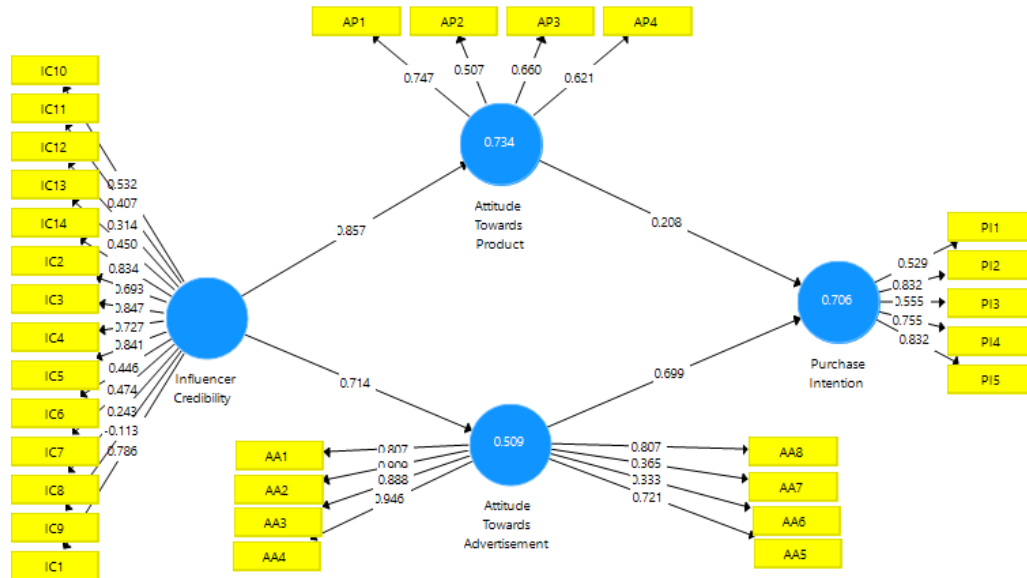 AP1
AP2
AP3
AP4
0.747
0.507
0.660
0.621
IC10
IC11
IC12
IC13
IC14
IC2
IC3
IC4
IC5
IC6
IC7
IC8
IC9
IC1
0.532
0.407
0.314
0.450
0.834
0.693
0.847
0.727
0.841
0.446
0.474
0.243
-0.113
0.786
Influencer
Credibility
0.857
0.714
0.734
Attitude
Towards
Product
0.208
0.699
0.706
Purchase
Intention
PI1
PI2
PI3
PI4
PI5
0.529
0.832
0.555
0.755
0.832
0.509
Attitude
Towards
Advertisement
AA1
AA2
AA3
AA4
0.807
0.888
0.946
0.807
0.365
0.333
0.721
AA8
AA7
AA6
AA5